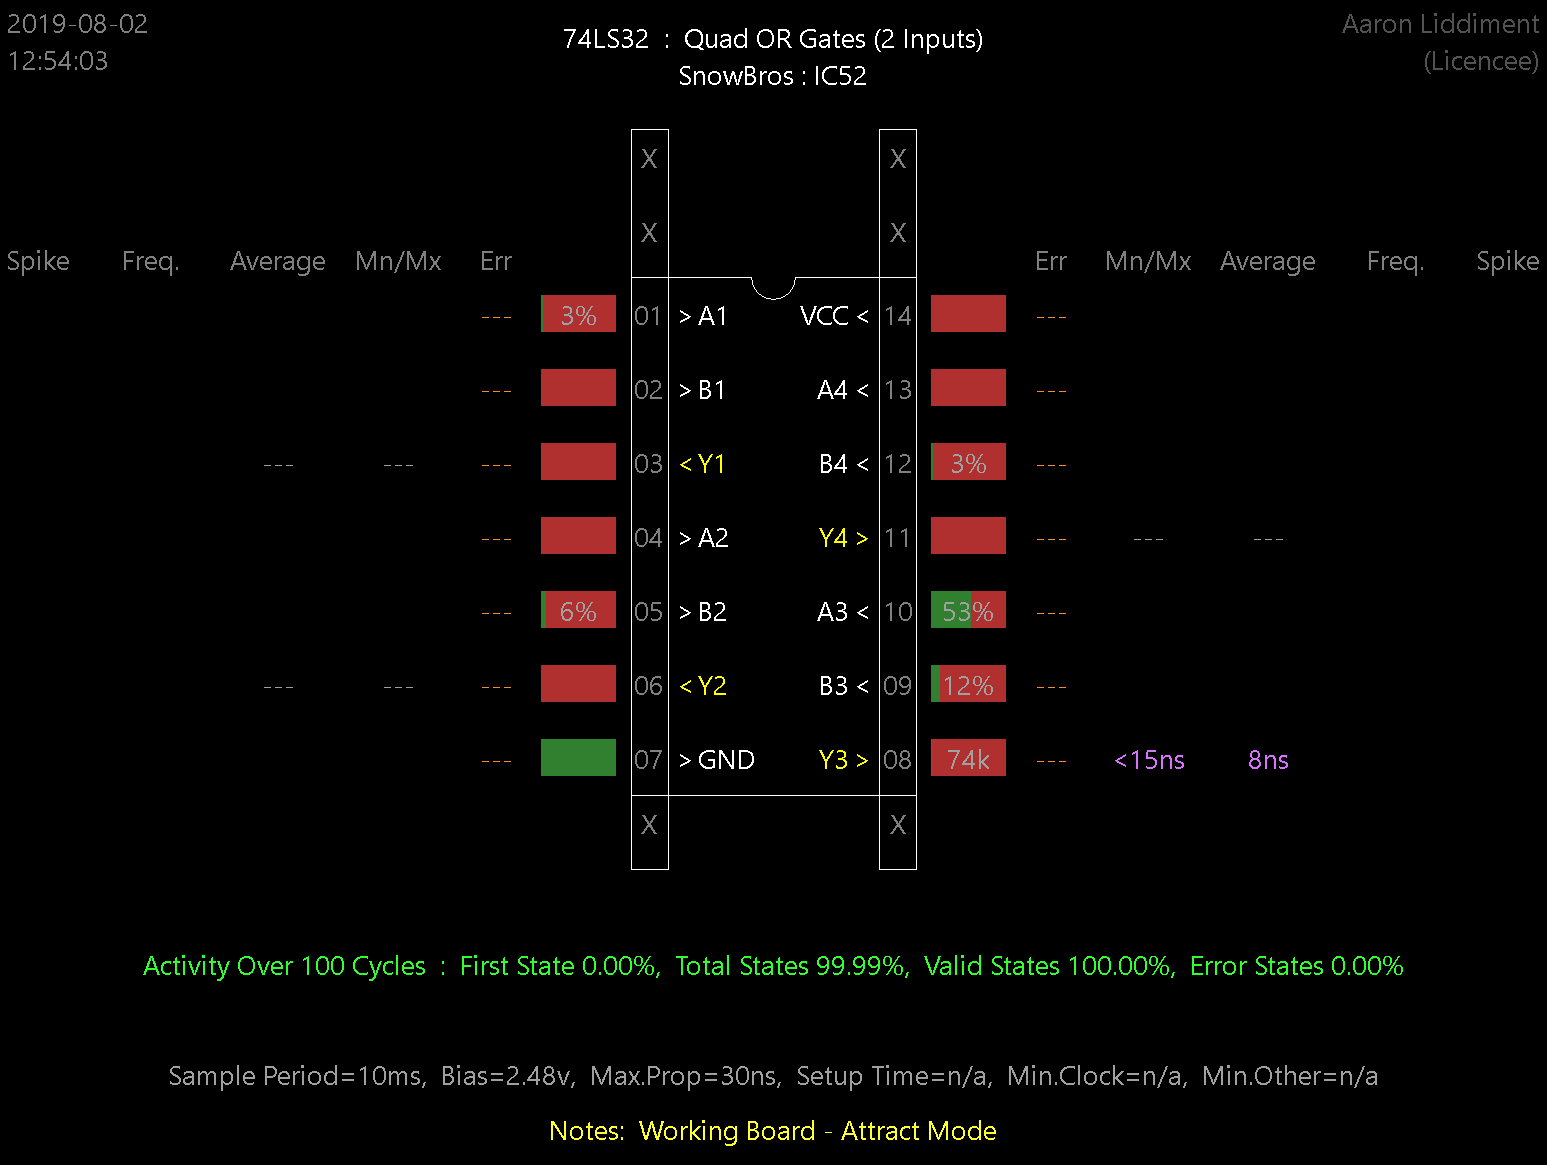 2019-08-02
12:54:03
74LS32 : Quad OR Gates (2 Inputs)
SnowBros : IC52
Aaron Liddiment
(Licencee)
X X
X X
Spike Freq. Average Mn/Mx Err Err Mn/Mx Average Freq. Spike
--- 3% 01 > A1 VCC < 14 ---
--- 02 > B1 A4 < 13 ---
--- --- --- 03 < Y1 B4 < 12 3% ---
--- 04 > A2 Y4 > 11 --- --- ---
--- 6% 05 > B2 A3 < 10 53% ---
--- --- --- 06 < Y2 B3 < 09 12% ---
--- 07 > GND Y3 > 08 74k --- <15ns 8ns
X X
Activity Over 100 Cycles : First State 0.00%, Total States 99.99%, Valid States 100.00%, Error States 0.00%
Sample Period=10ms, Bias=2.48v, Max.Prop=30ns, Setup Time=n/a, Min.Clock=n/a, Min.Other=n/a
Notes: Working Board - Attract Mode